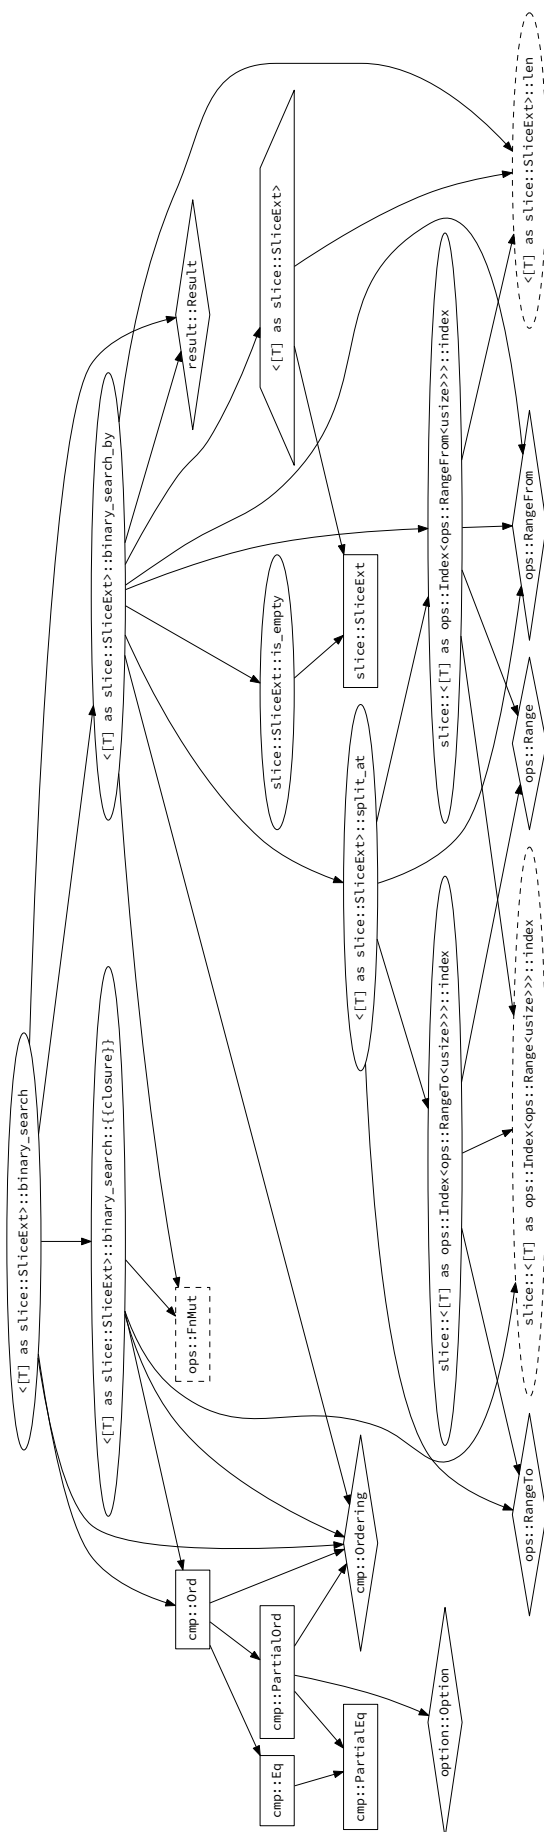 <[T] as slice::SliceExt>::binary_search
<[T] as slice::SliceExt>::binary_search_by
<[T] as slice::SliceExt>::binary_search::{{closure}}
result::Result
ops::FnMut
cmp::Ord
<[T] as slice::SliceExt>
slice::SliceExt::is_empty
cmp::PartialOrd
cmp::Eq
slice::SliceExt
<[T] as slice::SliceExt>::split_at
cmp::Ordering
cmp::PartialEq
slice::<[T] as ops::Index<ops::RangeFrom<usize>>>::index
slice::<[T] as ops::Index<ops::RangeTo<usize>>>::index
option::Option
<[T] as slice::SliceExt>::len
ops::RangeFrom
ops::Range
slice::<[T] as ops::Index<ops::Range<usize>>>::index
ops::RangeTo